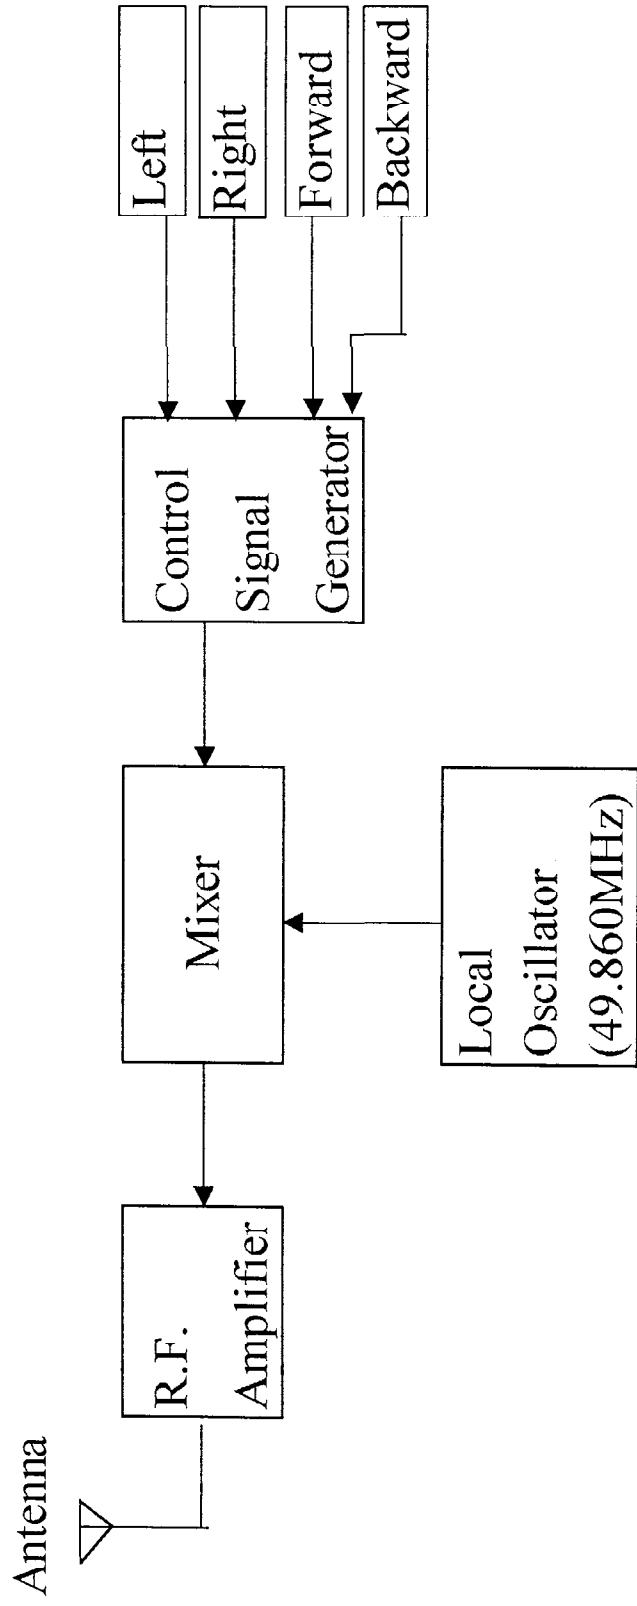 Antenna
R.F.
Amplifier
Mixer
Local
Oscillator
(49.860MHz)
Control
Signal
Generator
Left
Right
Forward
Backward